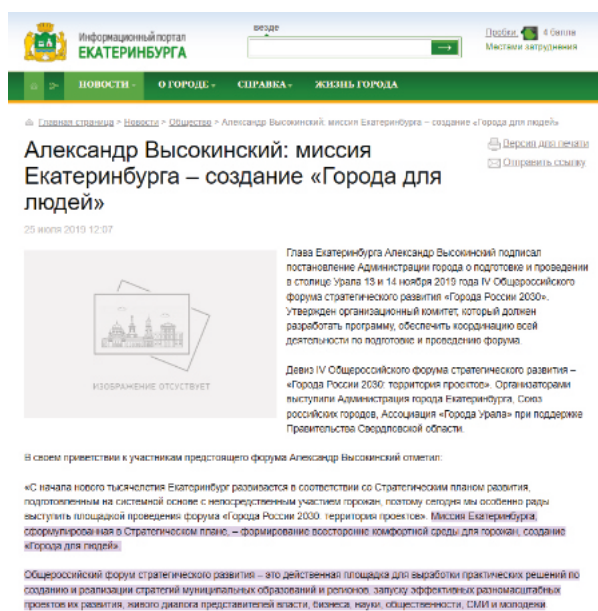 Информационный портал
ЕКАТЕРИНБУРГА
везде
Пробки: 4 балла
Местами затруднения
НОВОСТИ
О ГОРОДЕ
СПРАВКА
ЖИЗНЬ ГОРОДА
Главная страница > Новости > Общество > Александр Высокинский: миссия Екатеринбурга – создание «Города для людей»
Версия для печати
Отправить ссылку
Александр Высокинский: миссия
Екатеринбурга – создание «Города для
людей»
25 июля 2019 12:07
ИЗОБРАЖЕНИЕ ОТСУТСТВУЕТ
Глава Екатеринбурга Александр Высокинский подписал
постановление Администрации города о подготовке и проведении
в столице Урала 13 и 14 ноября 2019 года IV Общероссийского
форума стратегического развития «Города России 2030».
Утвержден организационный комитет, который должен
разработать программу, обеспечить координацию всей
деятельности по подготовке и проведению форума.
Девиз IV Общероссийского форума стратегического развития –
«Города России 2030: территория проектов». Организаторами
выступили Администрация города Екатеринбурга, Союз
российских городов, Ассоциация «Города Урала» при поддержке
Правительства Свердловской области.
В своем приветствии к участникам предстоящего форума Александр Высокинский отметил:
«С начала нового тысячелетия Екатеринбург развивается в соответствии со Стратегическим планом развития,
подготовленным на системной основе с непосредственным участием горожан, поэтому сегодня мы особенно рады
выступить площадкой проведения форума «Города России 2030: территория проектов». Миссия Екатеринбурга,
сформулированная в Стратегическом плане, – формирование всесторонне комфортной среды для горожан, создание
«Города для людей».
Общероссийский форум стратегического развития – это действенная площадка для выработки практических решений по
созданию и реализации стратегий муниципальных образований и регионов, запуску эффективных разномасштабных
проектов их развития, живого диалога представителей власти, бизнеса, науки, общественности, СМИ и молодежи